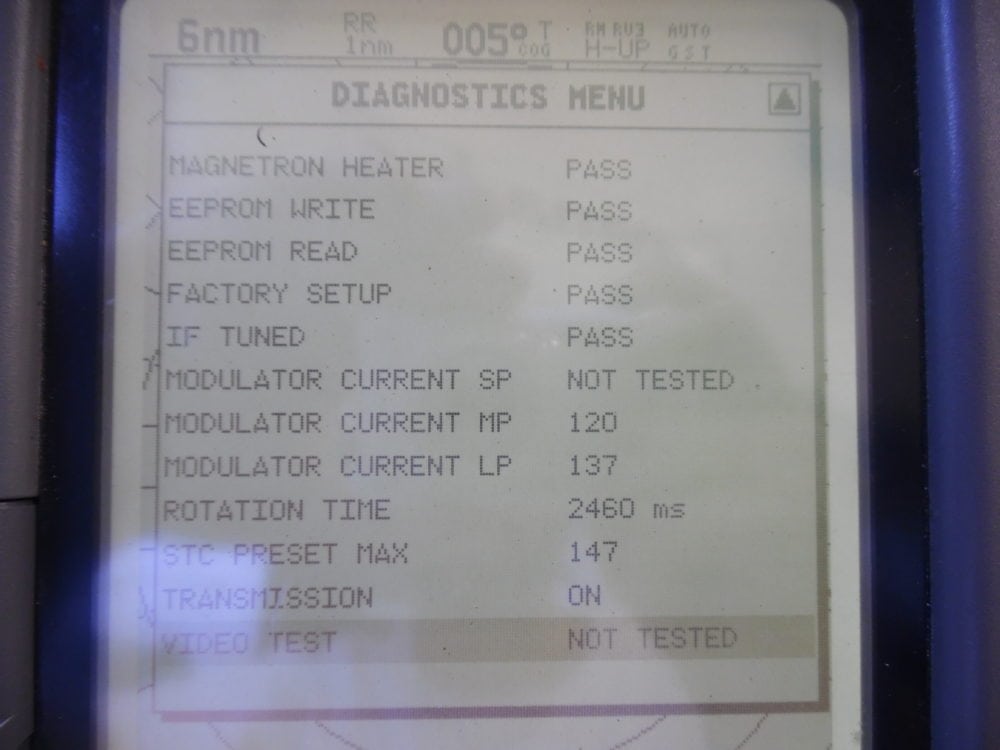 6nm RR 005° T RM RV3 AUTO
1nm COG H-UP GST
DIAGNOSTICS MENU
MAGNETRON HEATER PASS
EEPROM WRITE PASS
EEPROM READ PASS
FACTORY SETUP PASS
IF TUNED PASS
MODULATOR CURRENT SP NOT TESTED
MODULATOR CURRENT MP 120
MODULATOR CURRENT LP 137
ROTATION TIME 2460 ms
STC PRESET MAX 147
TRANSMISSION ON
VIDEO TEST NOT TESTED